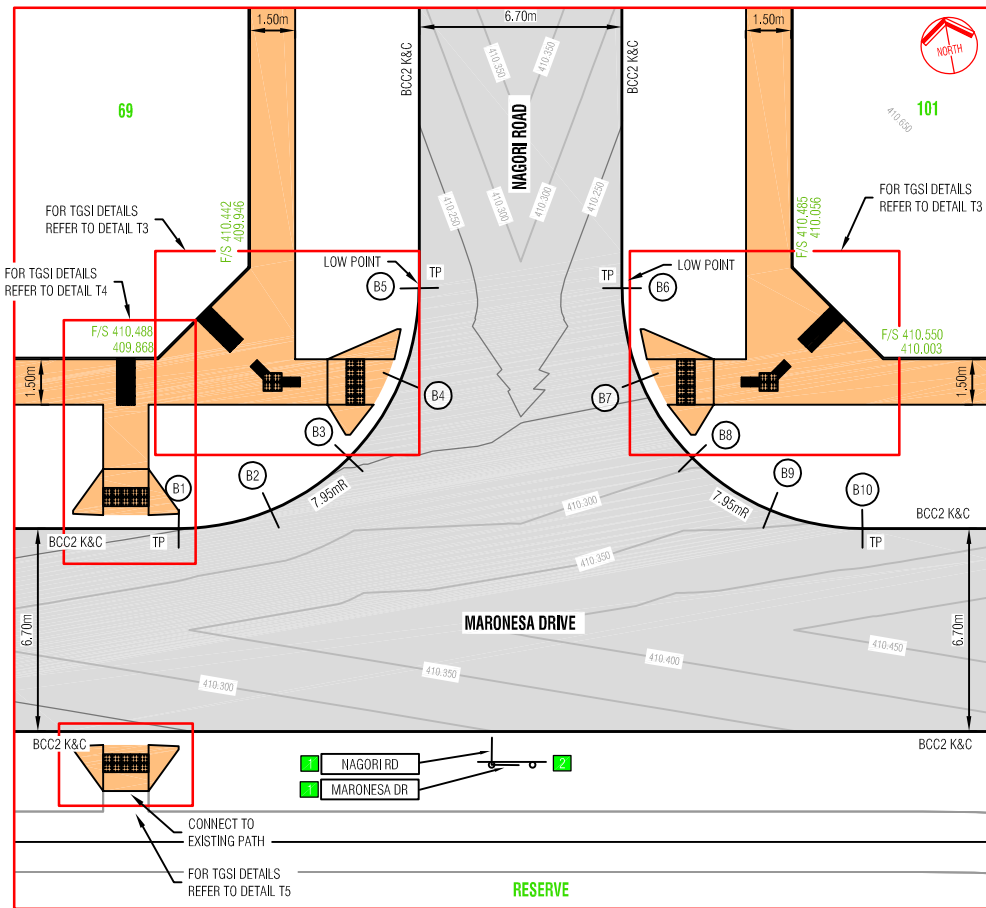 1.50m
6.70m
1.50m
NORTH
BCC2 K&C
BCC2 K&C
410.350
410.350
NAGORI ROAD
69
101
410.650
410.300
410.300
410.250
410.250
FOR TGSI DETAILS
REFER TO DETAIL T3
FOR TGSI DETAILS
REFER TO DETAIL T3
F/S 410.442
409.946
F/S 410.485
410.056
FOR TGSI DETAILS
REFER TO DETAIL T4
LOW POINT
TP
B5
LOW POINT
TP
B6
F/S 410.488
409.868
F/S 410.550
410.003
1.50m
1.50m
B4
B7
B3
B8
B2
B9
B1
B10
7.95mR
7.95mR
410.300
BCC2 K&C
TP
BCC2 K&C
TP
410.350
6.70m
MARONESA DRIVE
6.70m
410.450
410.400
410.350
410.300
BCC2 K&C
BCC2 K&C
1 NAGORI RD
2
1 MARONESA DR
CONNECT TO
EXISTING PATH
FOR TGSI DETAILS
REFER TO DETAIL T5
RESERVE